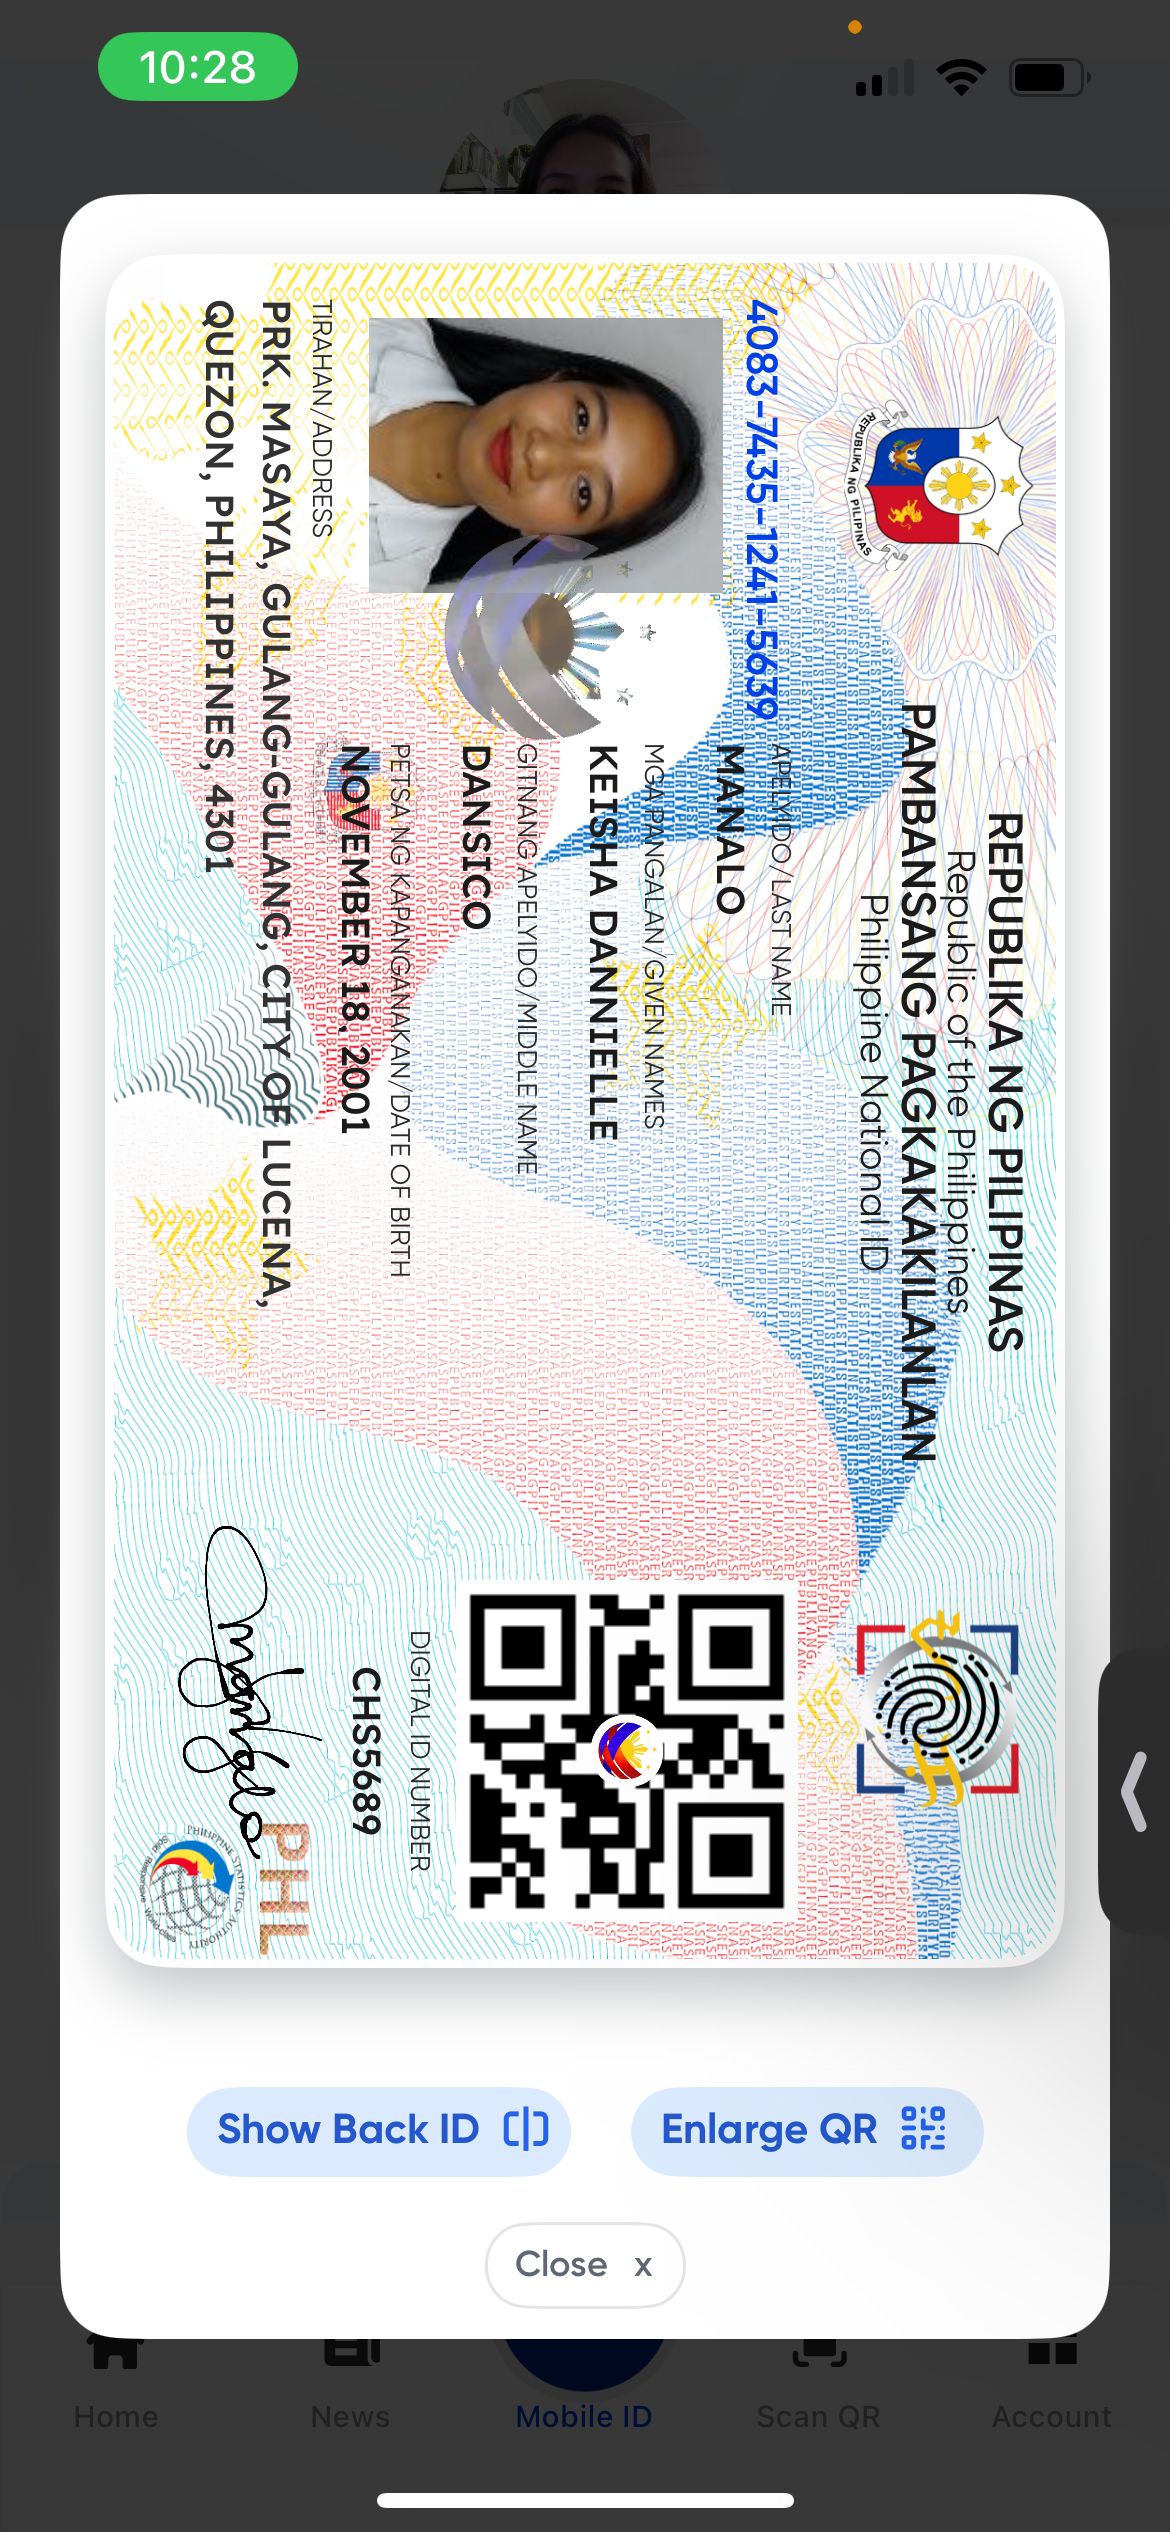 10:28
REPUBLIKA NG PILIPINAS
Republic of the Philippines
PAMBANSANG PAGKAKAKILANLAN
Philippine National ID
REPUBLIKA NG PILIPINAS
4083-7435-1241-5639
APELYIDO/LAST NAME
MANALO
MGA PANGALAN/GIVEN NAMES
KEISHA DANNIELLE
GITNANG APELYIDO/MIDDLE NAME
DANSICO
PETSA NG KAPANGANAKAN/DATE OF BIRTH
NOVEMBER 18, 2001
TIRAHAN/ADDRESS
PRK. MASAYA, GULANG-GULANG, CITY OF LUCENA,
QUEZON, PHILIPPINES, 4301
DIGITAL ID NUMBER
CHS5689
PHL
PHILIPPINE STATISTICS AUTHORITY
Solid Responsive World-class
Show Back ID
Enlarge QR
Close x
Home
News
Mobile ID
Scan QR
Account